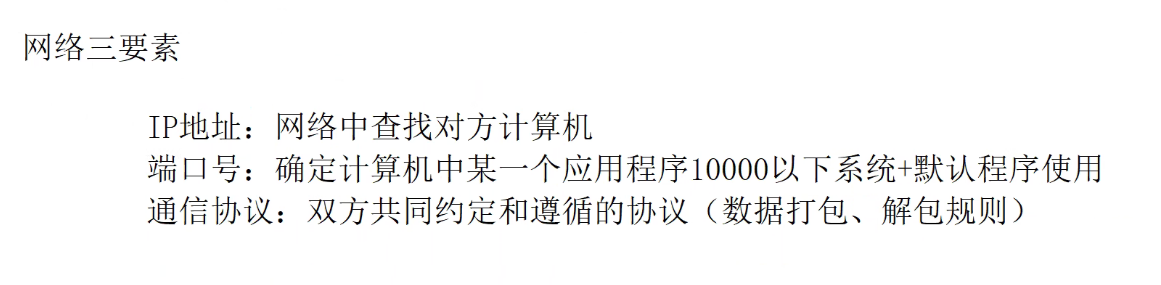 网络三要素
IP地址：网络中查找对方计算机
端口号：确定计算机中某一个应用程序10000以下系统+默认程序使用
通信协议：双方共同约定和遵循的协议（数据打包、解包规则）